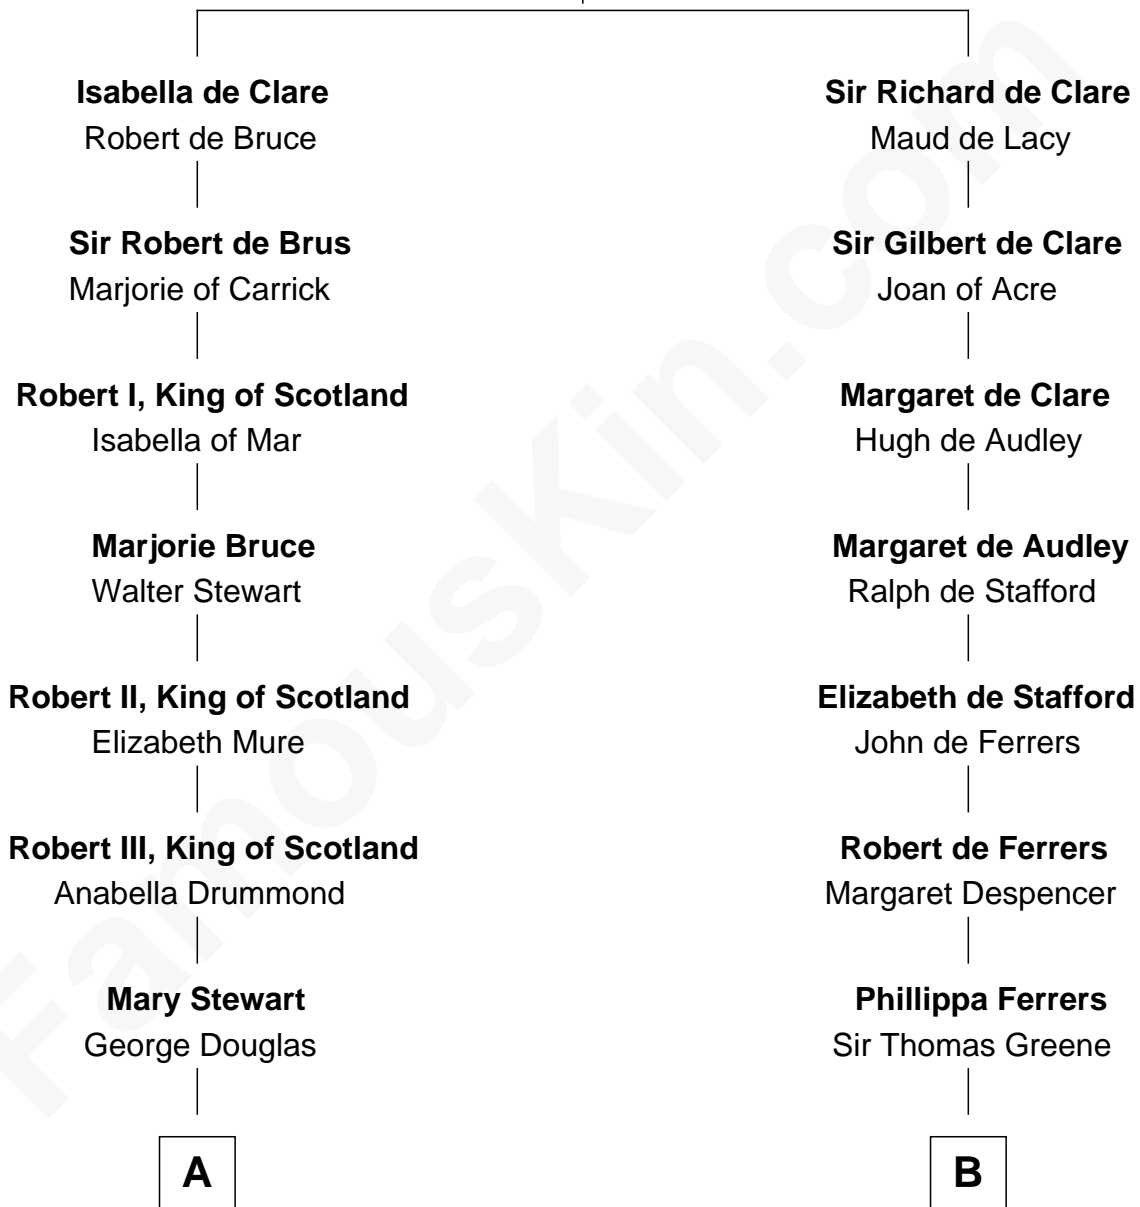 Isabella de Clare
Robert de Bruce
Sir Robert de Brus
Marjorie of Carrick
Robert I, King of Scotland
Isabella of Mar
Marjorie Bruce
Walter Stewart
Robert II, King of Scotland
Elizabeth Mure
Robert III, King of Scotland
Anabella Drummond
Mary Stewart
George Douglas
A
Sir Richard de Clare
Maud de Lacy
Sir Gilbert de Clare
Joan of Acre
Margaret de Clare
Hugh de Audley
Margaret de Audley
Ralph de Stafford
Elizabeth de Stafford
John de Ferrers
Robert de Ferrers
Margaret Despencer
Phillippa Ferrers
Sir Thomas Greene
B
FamousKin.com